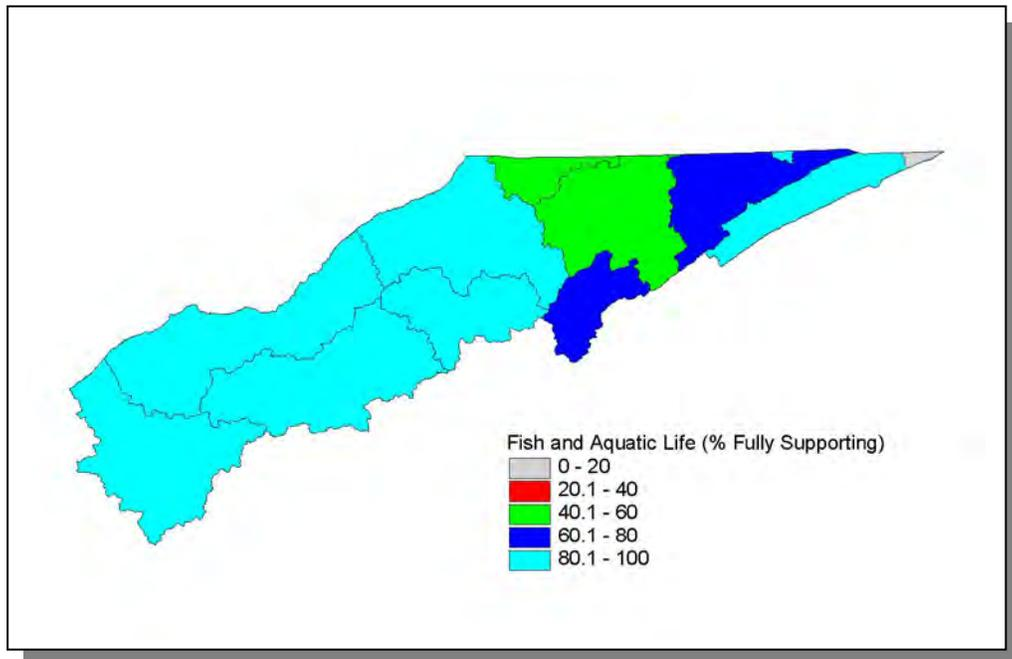 Fish and Aquatic Life (% Fully Supporting)
0 - 20
20.1 - 40
40.1 - 60
60.1 - 80
80.1 - 100